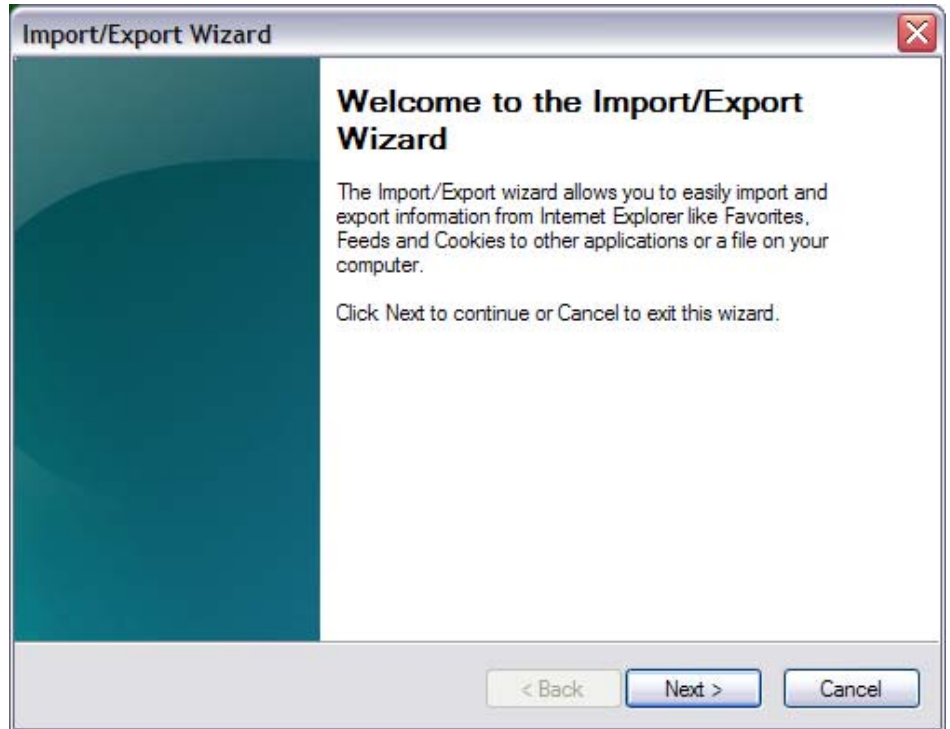 Import/Export Wizard
Welcome to the Import/Export
Wizard
The Import/Export wizard allows you to easily import and
export information from Internet Explorer like Favorites,
Feeds and Cookies to other applications or a file on your
computer.
Click Next to continue or Cancel to exit this wizard.
< Back Next > Cancel